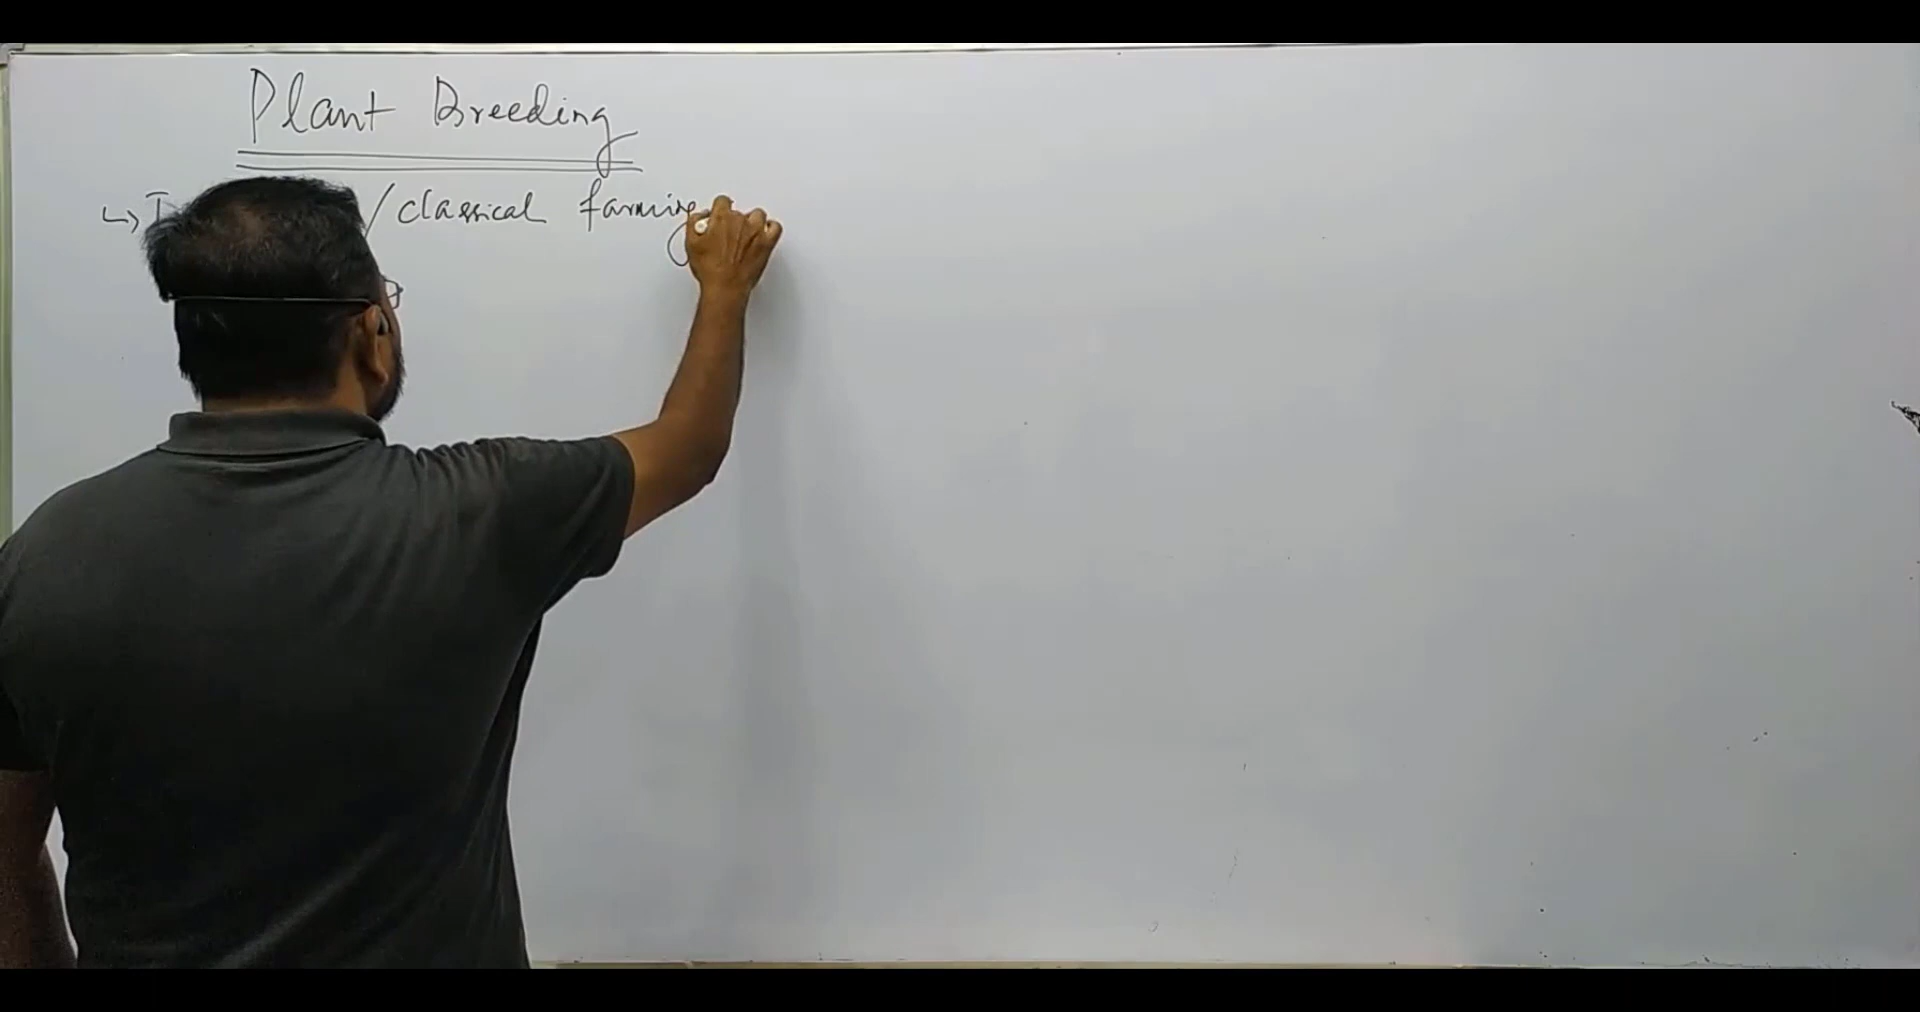 Plant Breeding
↳ /classical farming